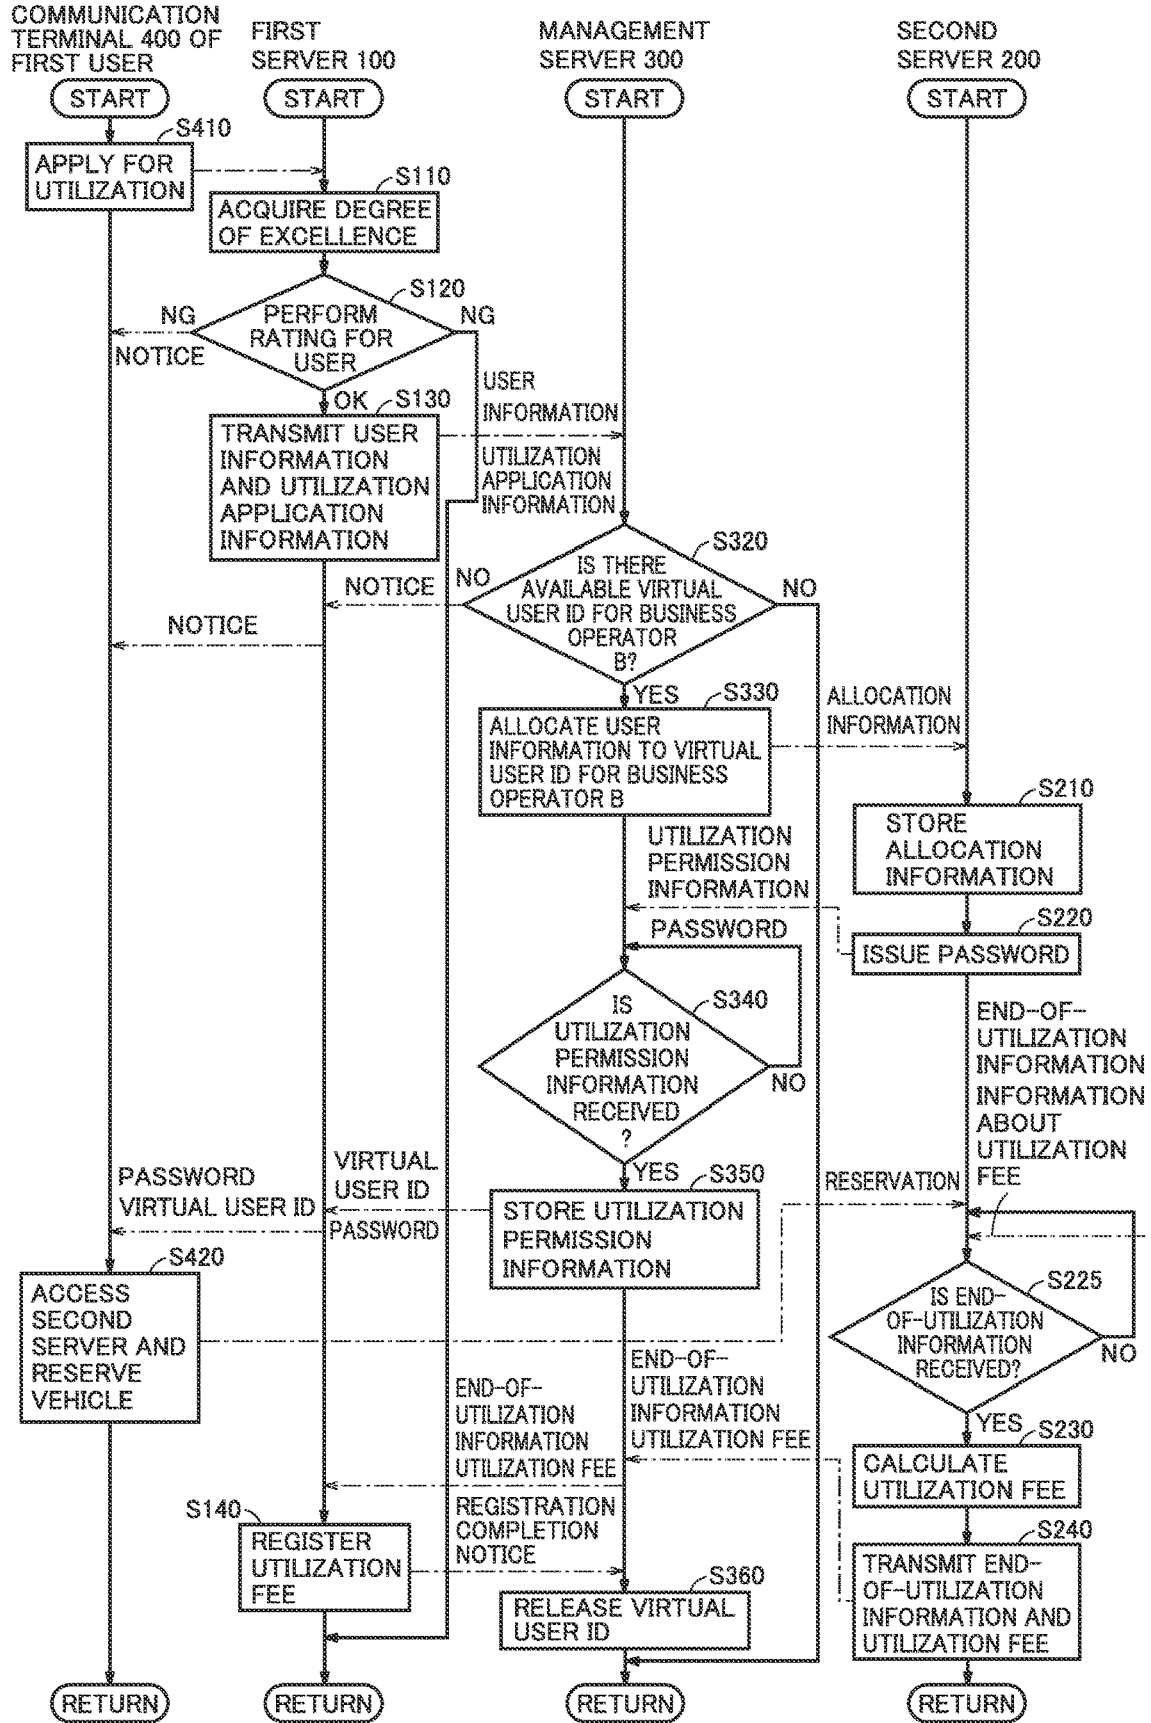 COMMUNICATION
TERMINAL 400 OF
FIRST USER
FIRST
SERVER 100
MANAGEMENT
SERVER 300
SECOND
SERVER 200
START
START
START
START
S410
APPLY FOR
UTILIZATION
S110
ACQUIRE DEGREE
OF EXCELLENCE
S120
PERFORM
RATING FOR
USER
NG
NOTICE
NG
OK
S130
TRANSMIT USER
INFORMATION
AND UTILIZATION
APPLICATION
INFORMATION
USER
INFORMATION
UTILIZATION
APPLICATION
INFORMATION
S320
IS THERE
AVAILABLE VIRTUAL
USER ID FOR BUSINESS
OPERATOR
B?
NO
NO
NOTICE
NOTICE
YES
S330
ALLOCATE USER
INFORMATION TO VIRTUAL
USER ID FOR BUSINESS
OPERATOR B
ALLOCATION
INFORMATION
S210
STORE
ALLOCATION
INFORMATION
UTILIZATION
PERMISSION
INFORMATION
PASSWORD
S220
ISSUE PASSWORD
S340
IS
UTILIZATION
PERMISSION
INFORMATION
RECEIVED
?
NO
YES
END-OF-
UTILIZATION
INFORMATION
INFORMATION
ABOUT
UTILIZATION
FEE
S350
STORE UTILIZATION
PERMISSION
INFORMATION
VIRTUAL
USER ID
PASSWORD
PASSWORD
VIRTUAL USER ID
RESERVATION
S420
ACCESS
SECOND
SERVER AND
RESERVE
VEHICLE
S225
IS END-
OF-UTILIZATION
INFORMATION
RECEIVED?
NO
YES
END-OF-
UTILIZATION
INFORMATION
UTILIZATION FEE
END-OF-
UTILIZATION
INFORMATION
UTILIZATION FEE
S230
CALCULATE
UTILIZATION FEE
S140
REGISTER
UTILIZATION
FEE
REGISTRATION
COMPLETION
NOTICE
S240
TRANSMIT END-
OF-UTILIZATION
INFORMATION AND
UTILIZATION FEE
S360
RELEASE VIRTUAL
USER ID
RETURN
RETURN
RETURN
RETURN